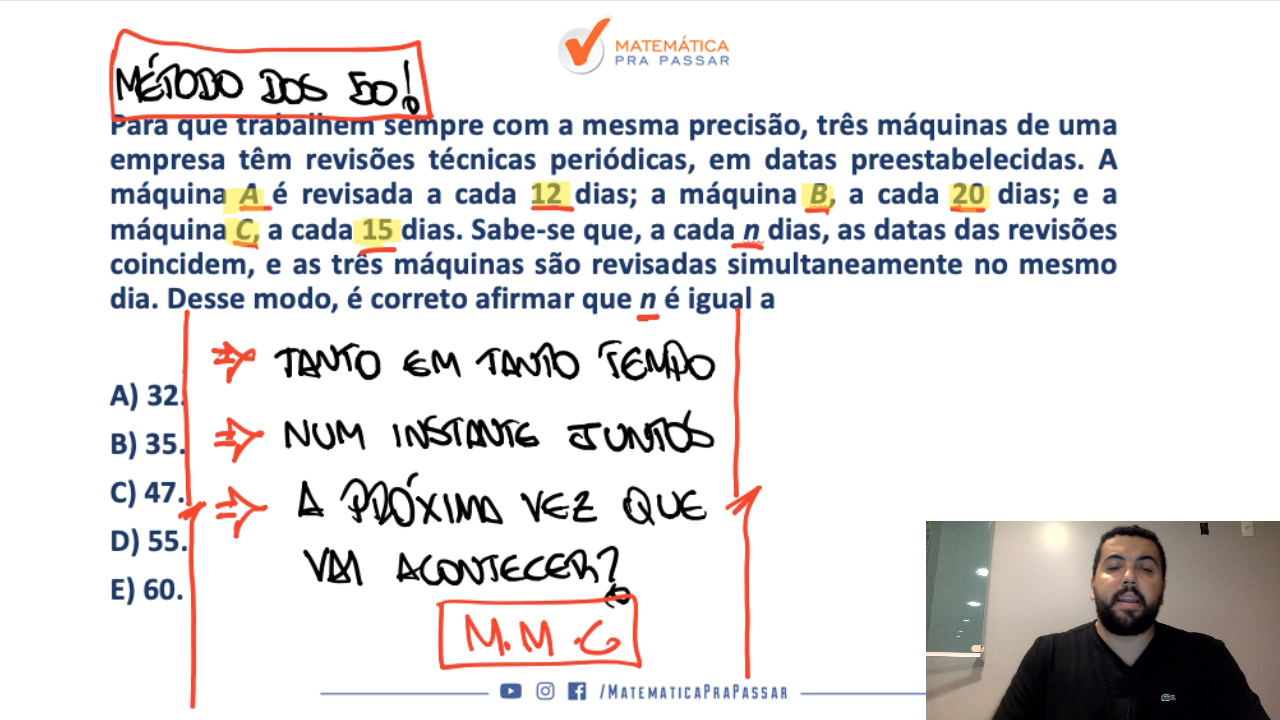 MATEMÁTICA
PRA PASSAR
MÉTODO DOS 50!
Para que trabalhem sempre com a mesma precisão, três máquinas de uma
empresa têm revisões técnicas periódicas, em datas preestabelecidas. A
máquina A é revisada a cada 12 dias; a máquina B, a cada 20 dias; e a
máquina C, a cada 15 dias. Sabe-se que, a cada n dias, as datas das revisões
coincidem, e as três máquinas são revisadas simultaneamente no mesmo
dia. Desse modo, é correto afirmar que n é igual a
⇒ TANTO EM TANTO TEMPO
A) 32.
⇒ NUM INSTANTE JUNTOS
B) 35.
C) 47.
⇒ A PRÓXIMA VEZ QUE
D) 55.
VAI ACONTECER?
E) 60.
M.M.C
/MATEMATICAPRAPASSAR